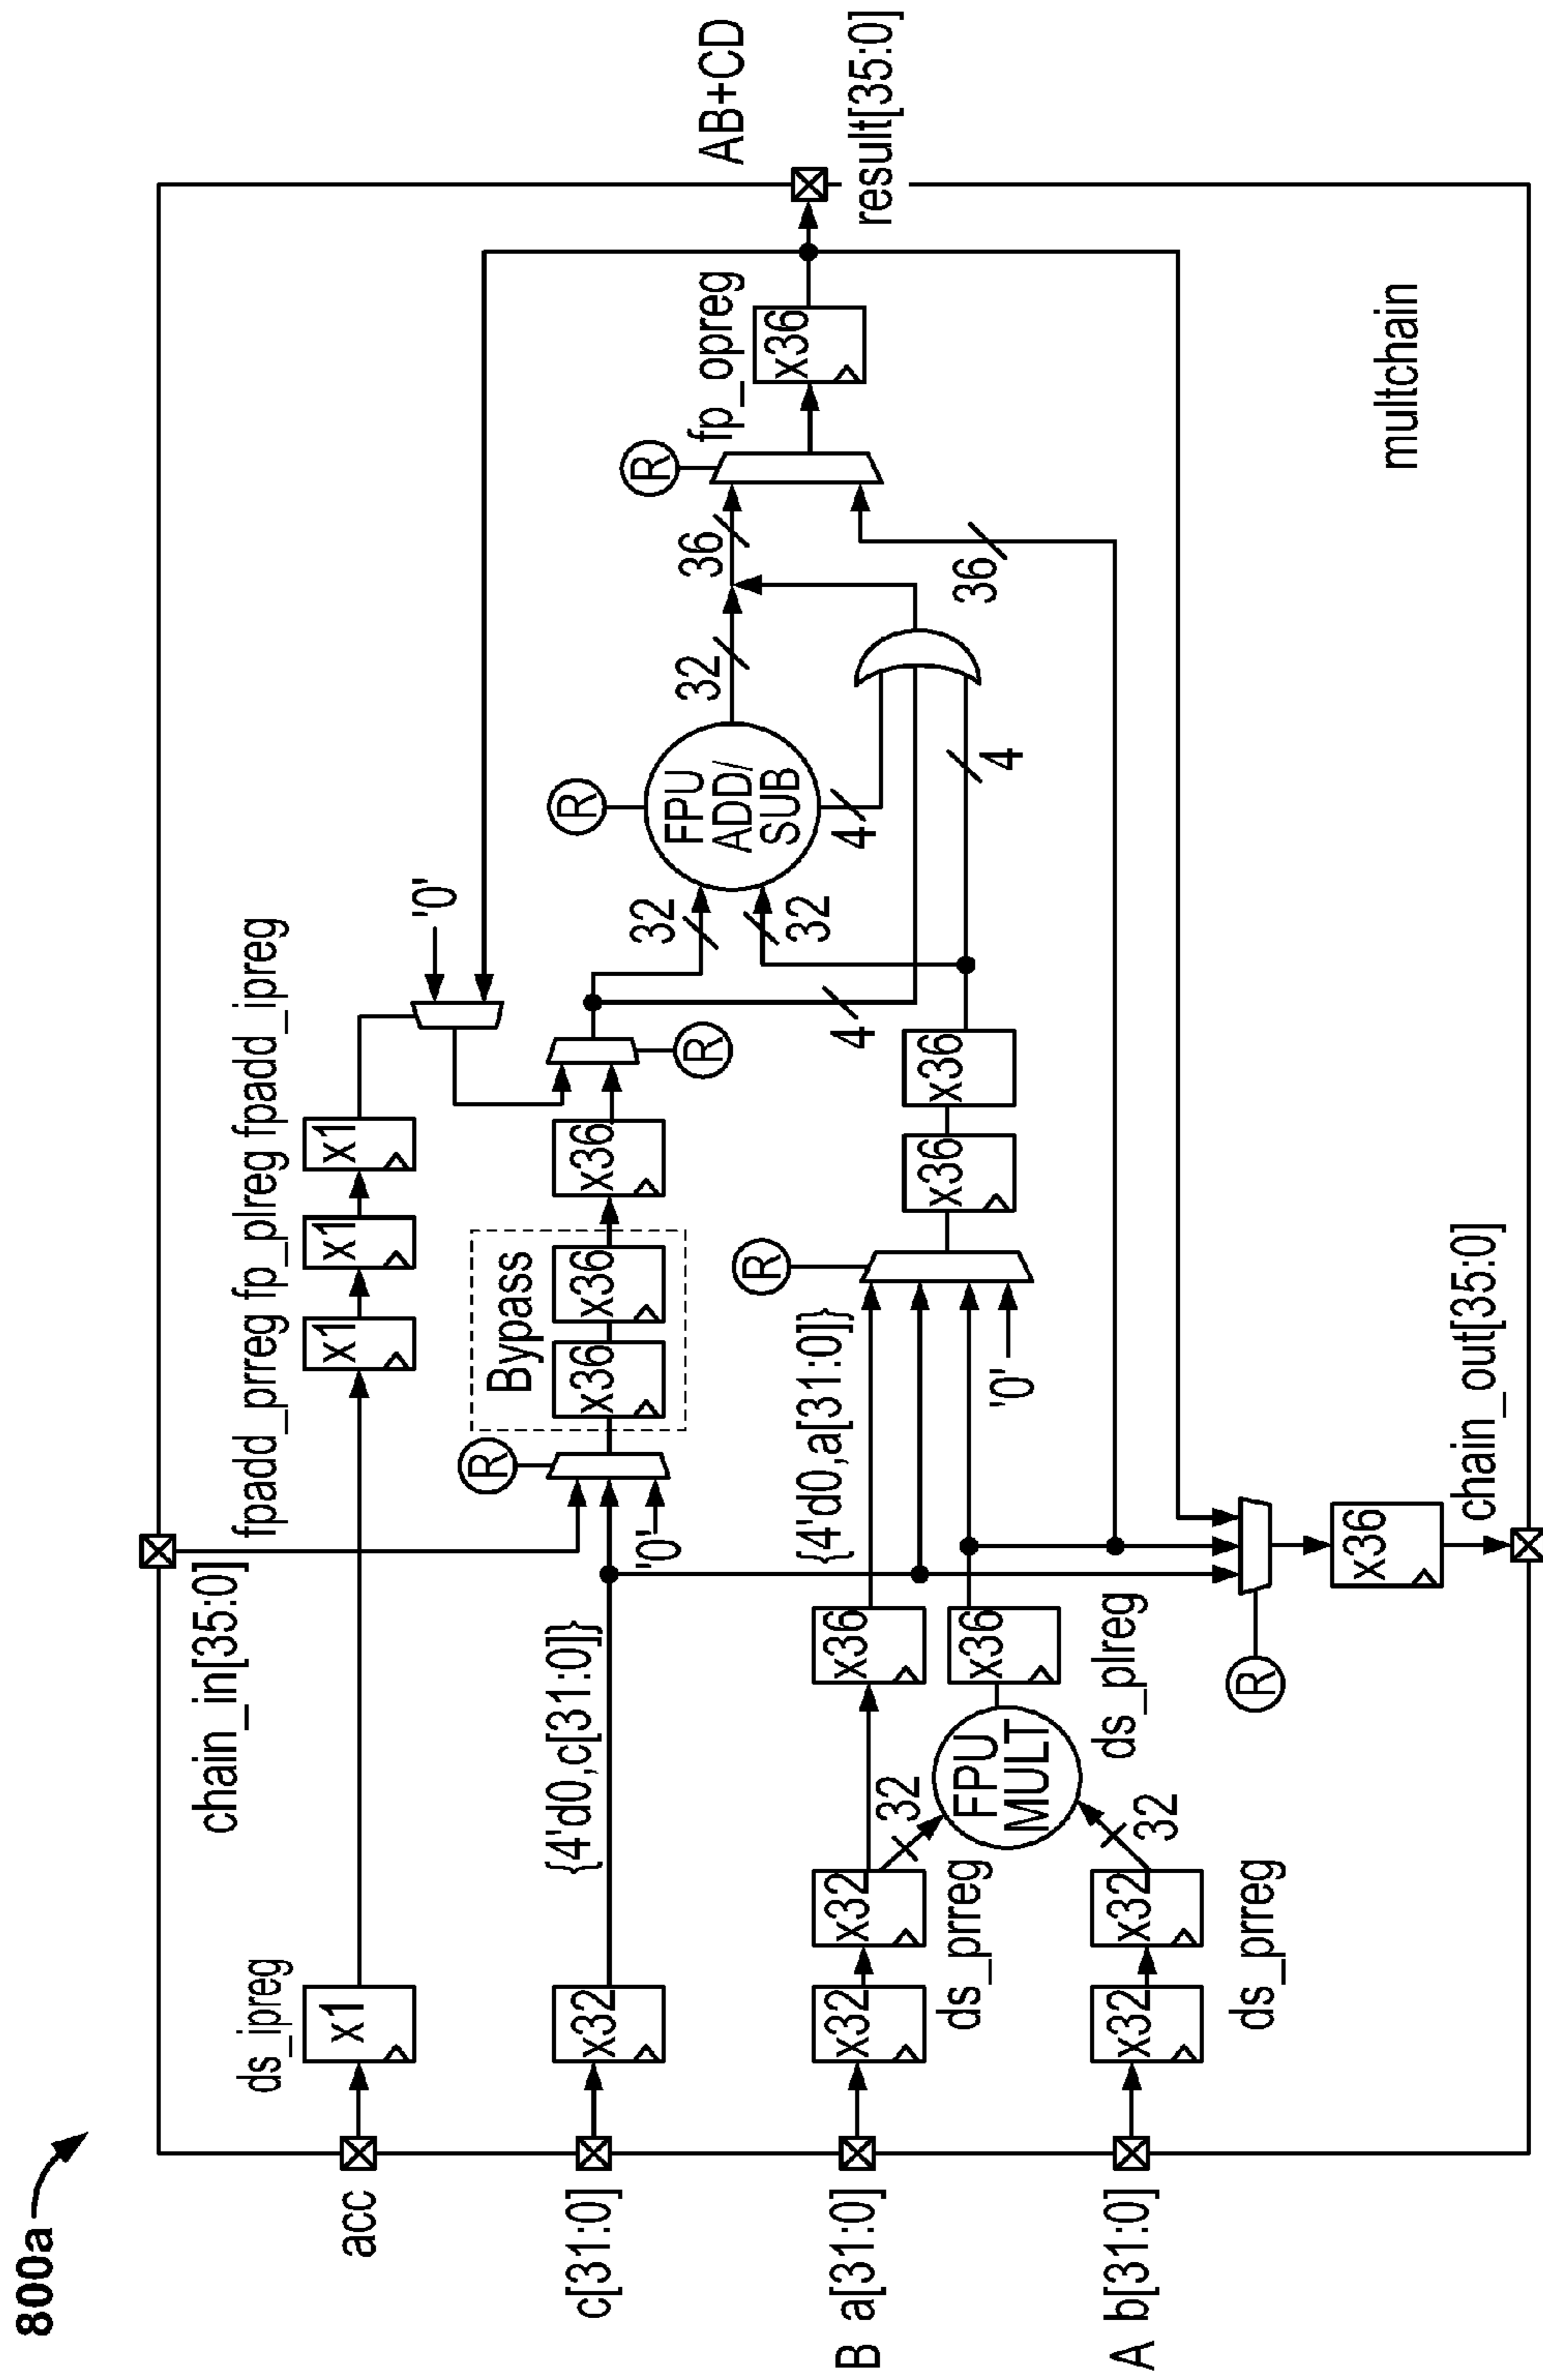 800a
AB+CD
result[35:0]
fp_opreg
x36
multchain
R
36
36
32
FPU
ADD/
SUB
R
4
4
32
32
4
'0'
fpadd_prreg fp_plreg fpadd_ipreg
x1
x1
x1
R
x36
Bypass
x36
x36
R
'0'
x36
x36
R
'0'
{4'd0,a[31:0]}
chain_in[35:0]
{4'd0,c[31:0]}
x36
x36
ds_plreg
FPU
MULT
32
32
R
x36
chain_out[35:0]
ds_ipreg
x1
x32
x32
x32
ds_prreg
x32
x32
ds_prreg
acc
c[31:0]
B a[31:0]
A b[31:0]